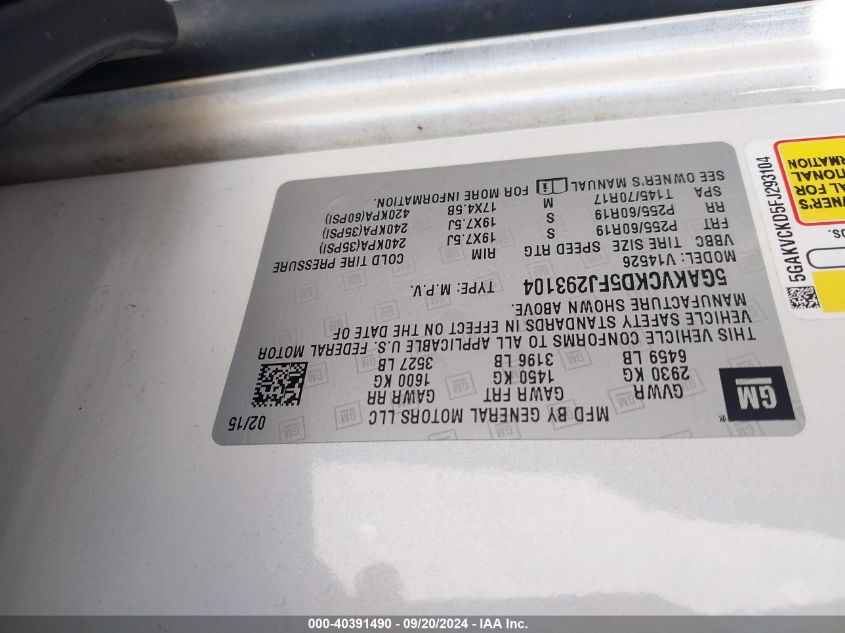 MFD BY GENERAL MOTORS LLC 02/15
GM
GVWR GAWR FRT GAWR RR
2930 KG 1450 KG 1600 KG
6459 LB 3196 LB 3527 LB
THIS VEHICLE CONFORMS TO ALL APPLICABLE U.S. FEDERAL MOTOR
VEHICLE SAFETY STANDARDS IN EFFECT ON THE DATE OF
MANUFACTURE SHOWN ABOVE.
5GAKVCKD5FJ293104 TYPE: M.P.V.
MODEL: V14526
VBBC TIRE SIZE SPEED RTG RIM COLD TIRE PRESSURE
FRT P255/60R19 S 19X7.5J 240KPA(35PSI)
RR P255/60R19 S 19X7.5J 240KPA(35PSI)
SPA T145/70R17 M 17X4.5B 420KPA(60PSI)
SEE OWNER'S MANUAL FOR MORE INFORMATION.
5GAKVCKD5FJ293104
OWNER'S
FOR
RMATION
US.
000-40391490 - 09/20/2024 - IAA Inc.